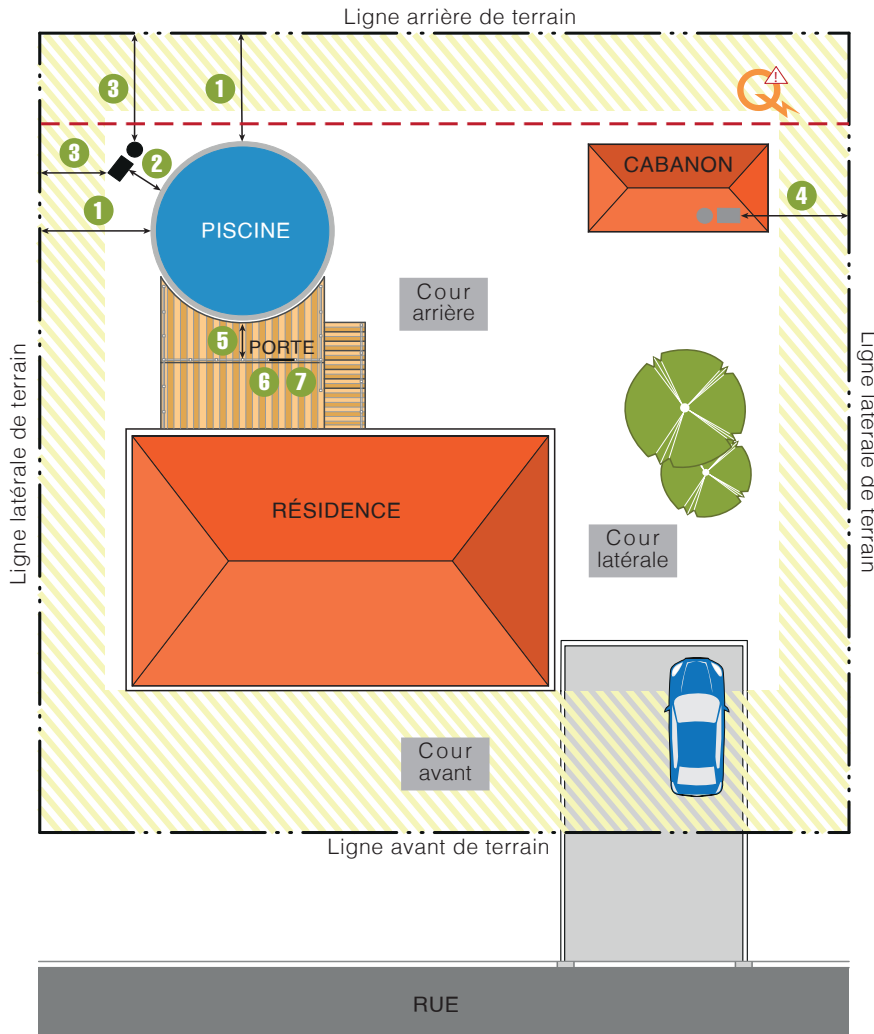 Ligne arrière de terrain
3
1
!
3
2
CABANON
4
1
PISCINE
Cour
arrière
5
PORTE
6
7
Ligne latérale de terrain
Ligne latérale de terrain
RÉSIDENCE
Cour
latérale
Cour
avant
Ligne avant de terrain
RUE